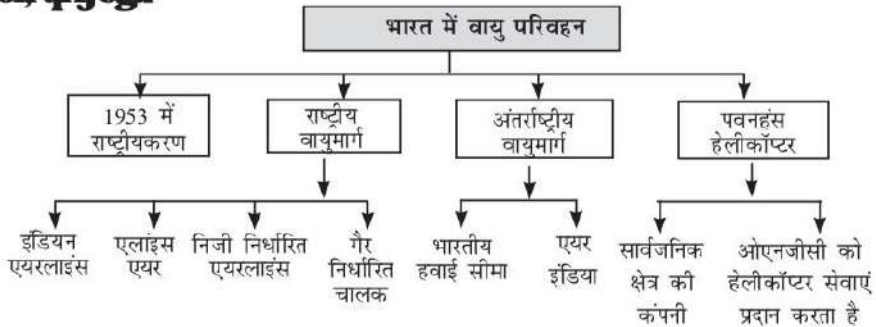 भारत में वायु परिवहन
1953 में
राष्ट्रीयकरण
राष्ट्रीय
वायुमार्ग
अंतर्राष्ट्रीय
वायुमार्ग
पवनहंस
हेलीकॉप्टर
इंडियन
एयरलाइंस
एलांइस
एयर
निजी निर्धारित
एयरलाइंस
गैर
निर्धारित
चालक
भारतीय
हवाई सीमा
एयर
इंडिया
सार्वजनिक
क्षेत्र की
कंपनी
ओएनजीसी को
हेलीकॉप्टर सेवाएं
प्रदान करता है